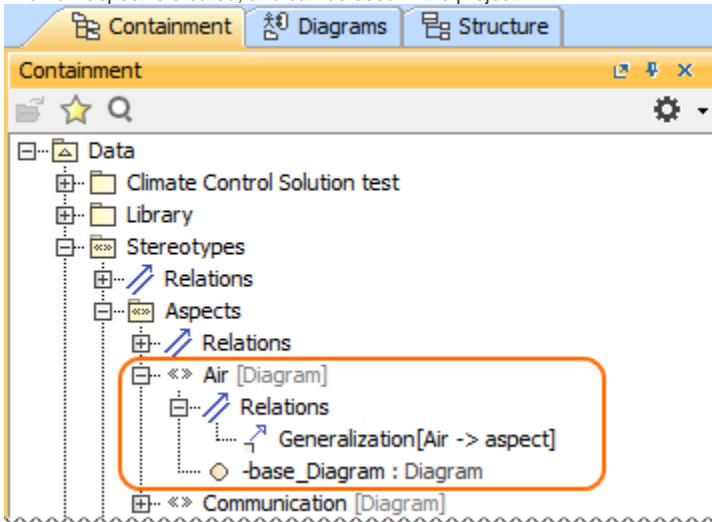 Containment Diagrams Structure
Containment
Data
Climate Control Solution test
Library
Stereotypes
Relations
«» Aspects
Relations
«» Air [Diagram]
Relations
Generalization[Air -> aspect]
-base_Diagram : Diagram
«» Communication [Diagram]